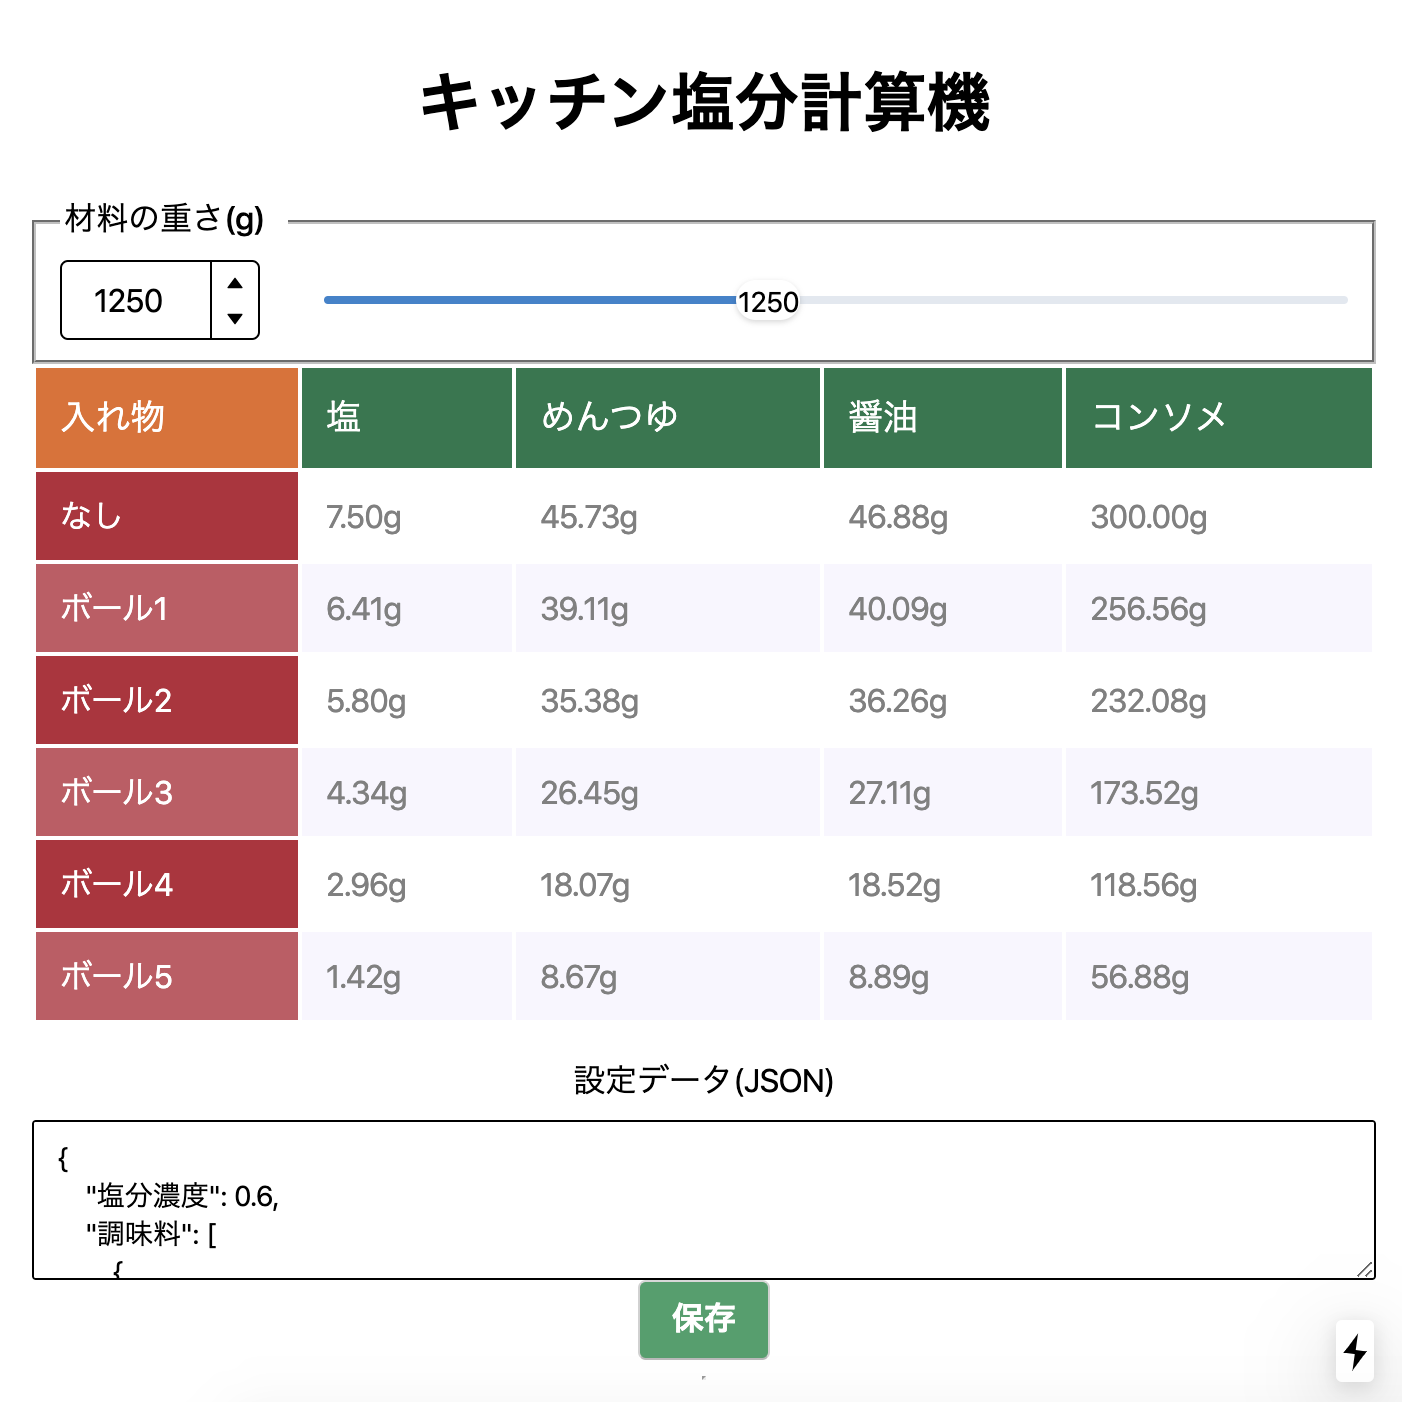 キッチン塩分計算機
材料の重さ(g)
1250 1250
入れ物 塩 めんつゆ 醤油 コンソメ
なし 7.50g 45.73g 46.88g 300.00g
ボール1 6.41g 39.11g 40.09g 256.56g
ボール2 5.80g 35.38g 36.26g 232.08g
ボール3 4.34g 26.45g 27.11g 173.52g
ボール4 2.96g 18.07g 18.52g 118.56g
ボール5 1.42g 8.67g 8.89g 56.88g
設定データ(JSON)
{
"塩分濃度": 0.6,
"調味料": [
{
保存